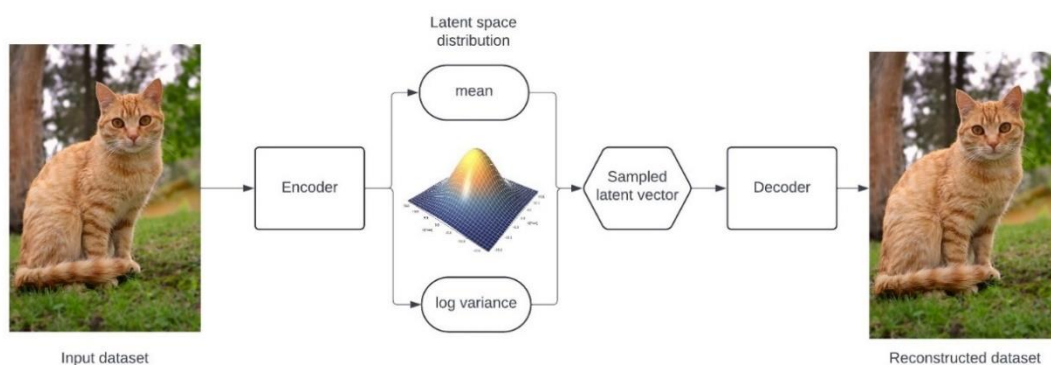 Latent space
distribution
mean
Encoder
Sampled
latent vector
Decoder
log variance
Input dataset
Reconstructed dataset